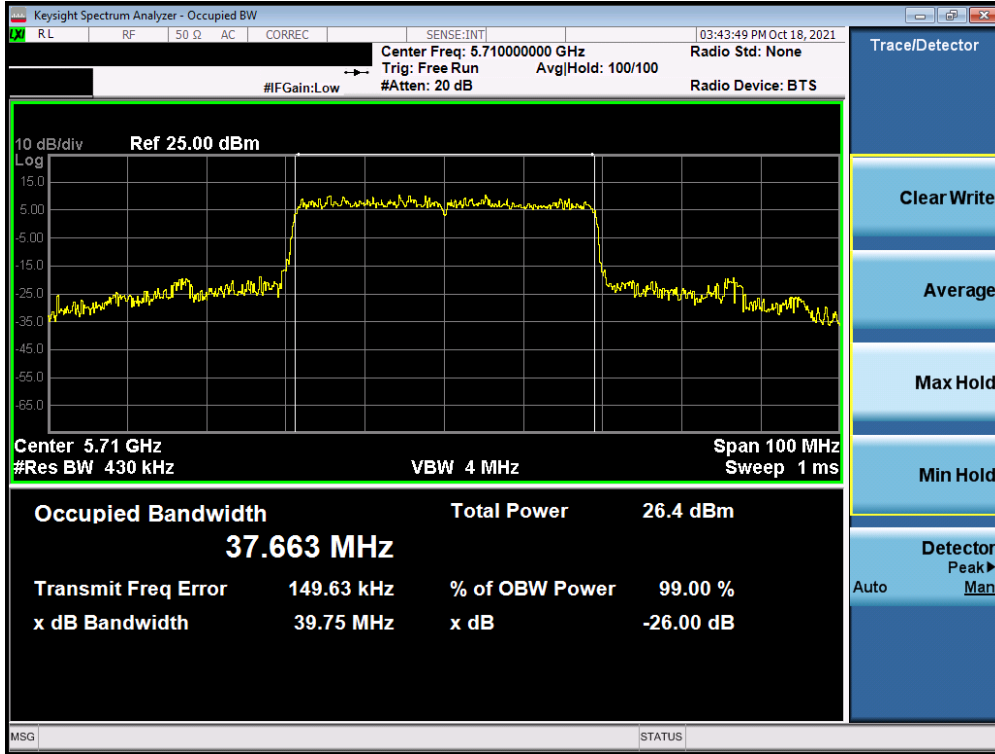 Keysight Spectrum Analyzer - Occupied BW
LXI RL RF 50 Ω AC CORREC SENSE:INT 03:43:49 PM Oct 18, 2021
Center Freq: 5.710000000 GHz Radio Std: None
Trig: Free Run Avg|Hold: 100/100
#IFGain:Low #Atten: 20 dB Radio Device: BTS
Trace/Detector
10 dB/div Ref 25.00 dBm
Log
15.0
5.00
-5.00
-15.0
-25.0
-35.0
-45.0
-55.0
-65.0
Center 5.71 GHz Span 100 MHz
#Res BW 430 kHz VBW 4 MHz Sweep 1 ms
Occupied Bandwidth Total Power 26.4 dBm
37.663 MHz
Transmit Freq Error 149.63 kHz % of OBW Power 99.00 %
x dB Bandwidth 39.75 MHz x dB -26.00 dB
Clear Write
Average
Max Hold
Min Hold
Detector
Peak▶
Auto Man
MSG STATUS